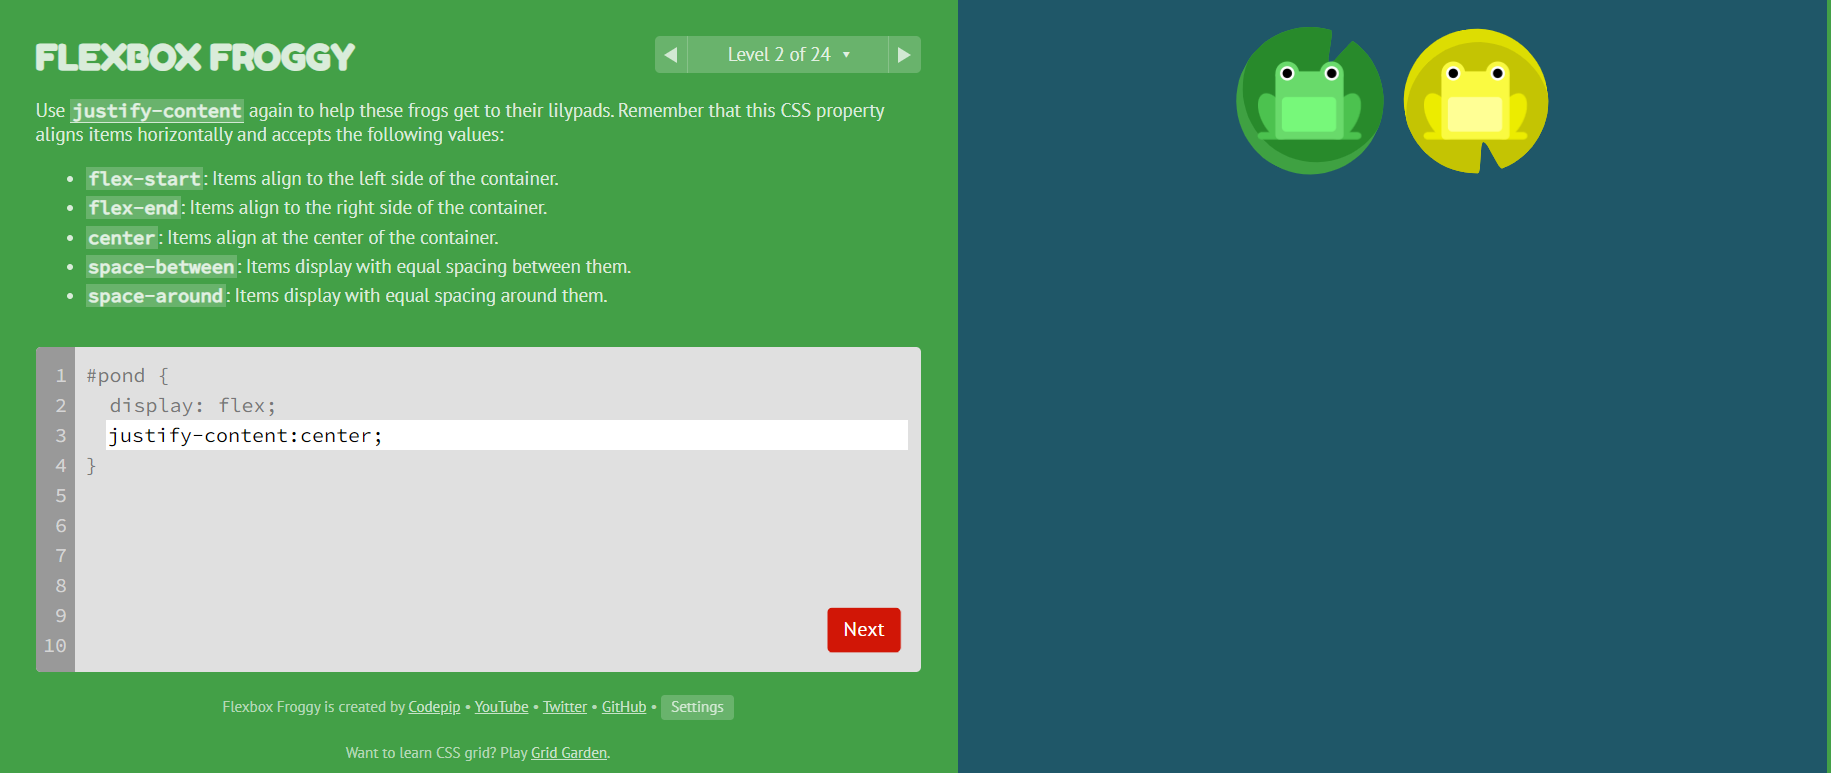 FLEXBOX FROGGY
Level 2 of 24
Use justify-content again to help these frogs get to their lilypads. Remember that this CSS property
aligns items horizontally and accepts the following values:
• flex-start: Items align to the left side of the container.
• flex-end: Items align to the right side of the container.
• center: Items align at the center of the container.
• space-between: Items display with equal spacing between them.
• space-around: Items display with equal spacing around them.
1 #pond {
2   display: flex;
3   justify-content:center;
4 }
5
6
7
8
9
10
Next
Flexbox Froggy is created by Codepip • YouTube • Twitter • GitHub • Settings
Want to learn CSS grid? Play Grid Garden.